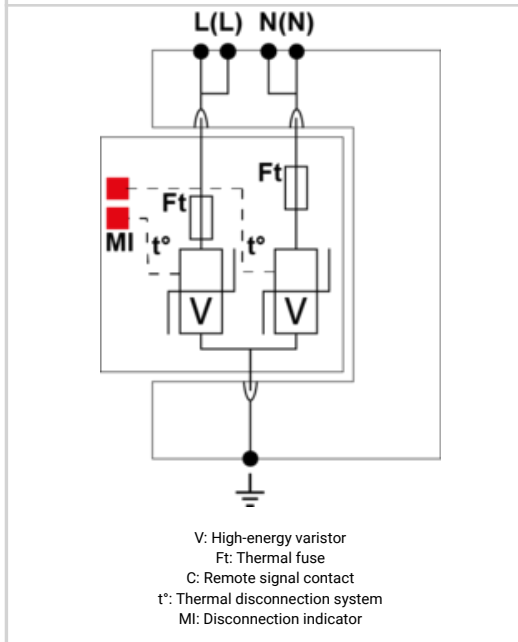 L(L) N(N)
Ft
Ft
MI
t°
t°
V
V
V: High-energy varistor
Ft: Thermal fuse
C: Remote signal contact
t°: Thermal disconnection system
MI: Disconnection indicator